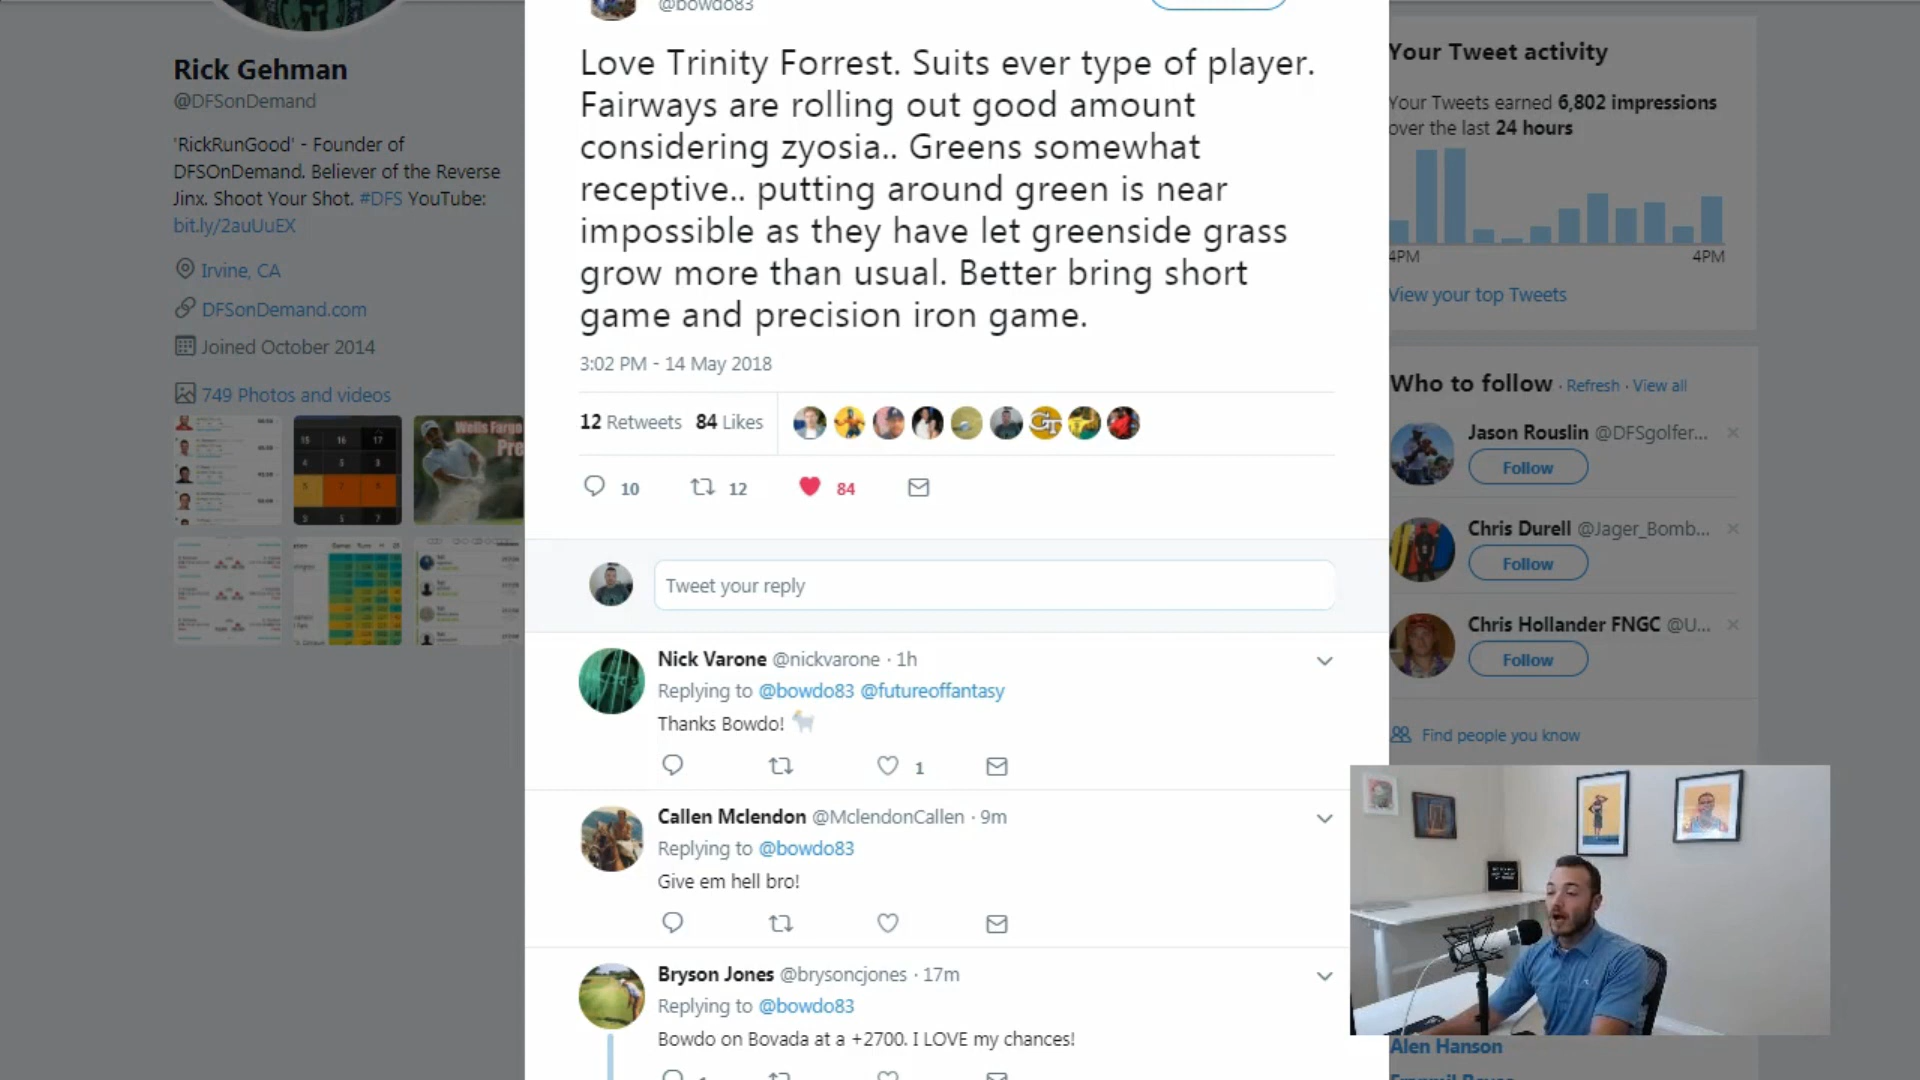 Rick Gehman
@DFSonDemand
'RickRunGood' - Founder of
DFSOnDemand. Believer of the Reverse
Jinx. Shoot Your Shot. #DFS YouTube:
bit.ly/2auUuEX
Irvine, CA
DFSonDemand.com
Joined October 2014
749 Photos and videos
15 16 17
Wells Fargo
Pre
@bowdo83
Love Trinity Forrest. Suits ever type of player.
Fairways are rolling out good amount
considering zyosia.. Greens somewhat
receptive.. putting around green is near
impossible as they have let greenside grass
grow more than usual. Better bring short
game and precision iron game.
3:02 PM - 14 May 2018
12 Retweets 84 Likes
GT
10 12 84
Tweet your reply
Nick Varone @nickvarone · 1h
Replying to @bowdo83 @futureoffantasy
Thanks Bowdo!
1
Callen Mclendon @MclendonCallen · 9m
Replying to @bowdo83
Give em hell bro!
Bryson Jones @brysoncjones · 17m
Replying to @bowdo83
Bowdo on Bovada at a +2700. I LOVE my chances!
Your Tweet activity
Your Tweets earned 6,802 impressions
over the last 24 hours
4PM 4PM
View your top Tweets
Who to follow · Refresh · View all
Jason Rouslin @DFSgolfer...
Follow
Chris Durell @Jager_Bomb...
Follow
Chris Hollander FNGC @U...
Follow
Find people you know
Alen Hanson